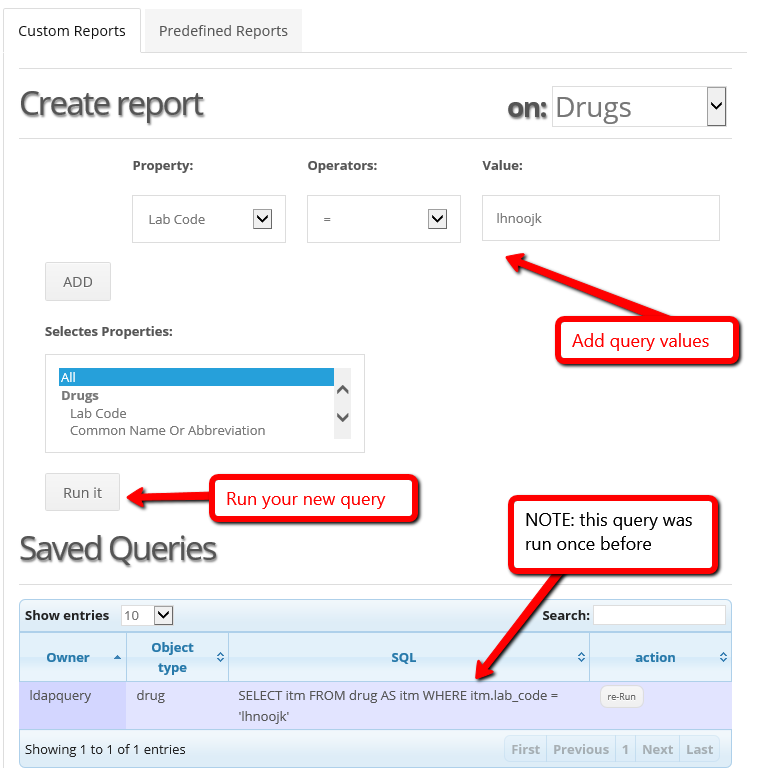 Custom Reports Predefined Reports
Create report on: Drugs
Property: Operators: Value:
Lab Code = lhnoojk
ADD
Add query values
Selectes Properties:
All
Drugs
Lab Code
Common Name Or Abbreviation
Run it
Run your new query
NOTE: this query was
run once before
Saved Queries
Show entries 10 Search:
Owner Object type SQL action
ldapquery drug SELECT itm FROM drug AS itm WHERE itm.lab_code = re-Run
'lhnoojk'
Showing 1 to 1 of 1 entries First Previous 1 Next Last